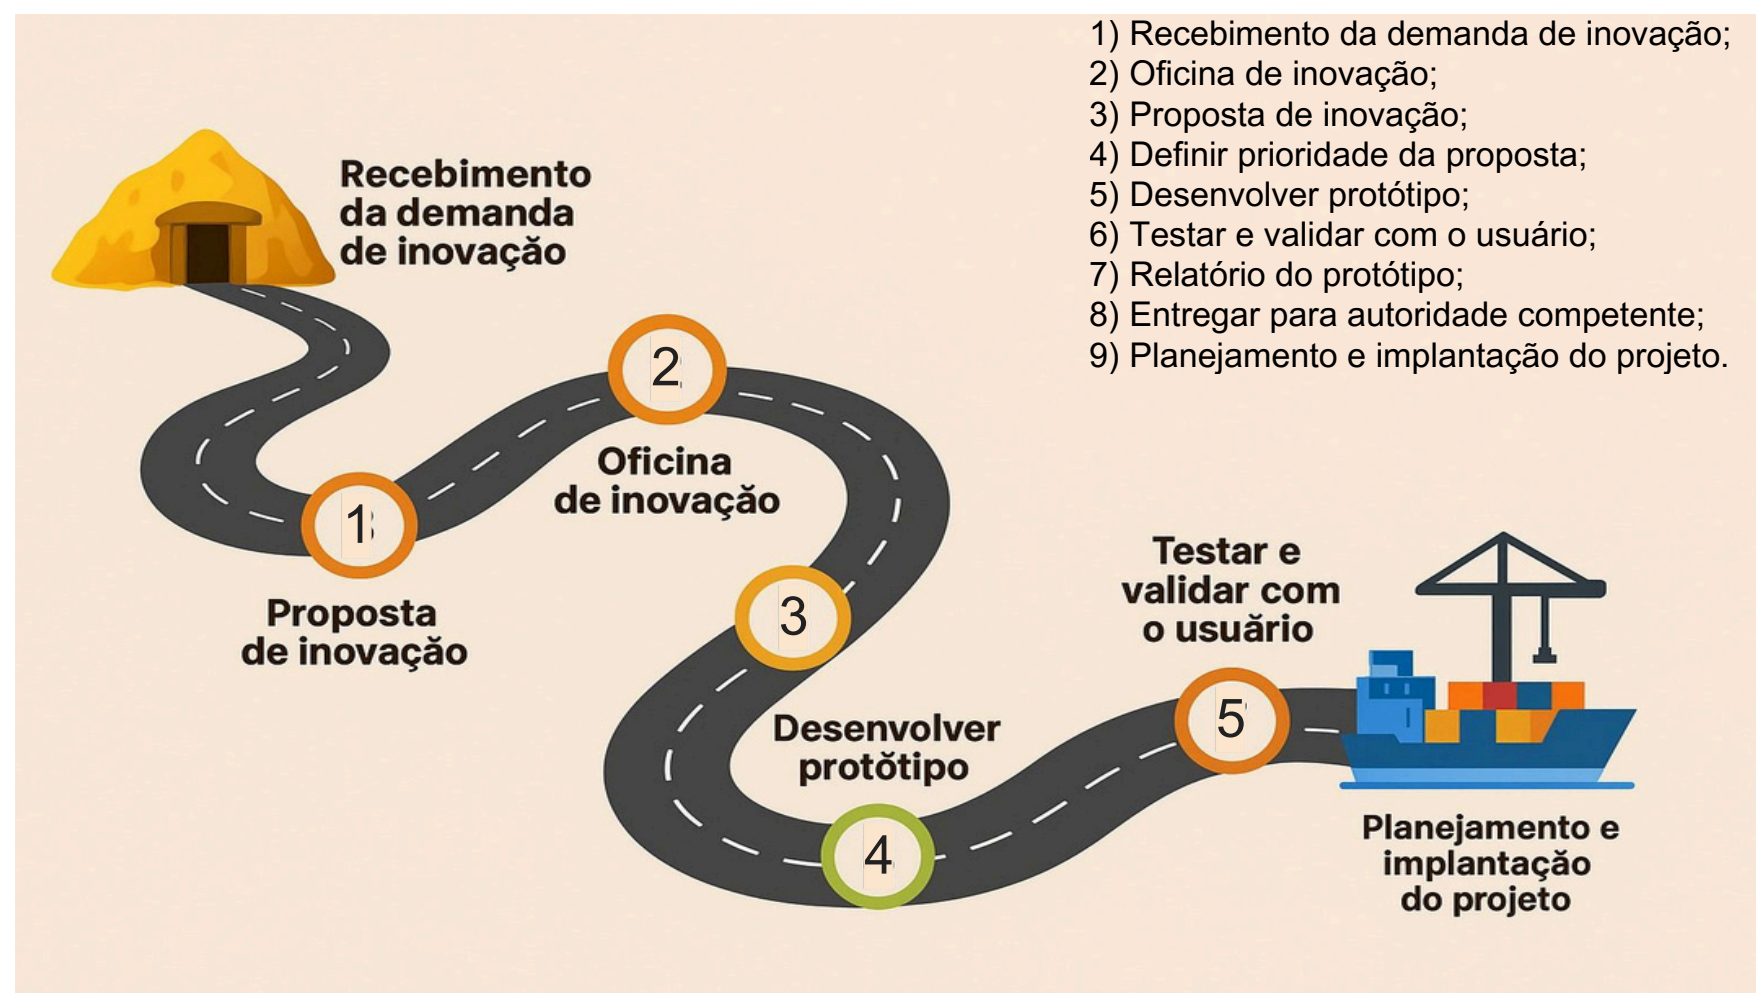 1) Recebimento da demanda de inovação;
2) Oficina de inovação;
3) Proposta de inovação;
4) Definir prioridade da proposta;
5) Desenvolver protótipo;
6) Testar e validar com o usuário;
7) Relatório do protótipo;
8) Entregar para autoridade competente;
9) Planejamento e implantação do projeto.
Recebimento
da demanda
de inovação
1
Proposta
de inovação
2
Oficina
de inovação
3
Desenvolver
protŏtipo
4
Testar e
validar com
o usuărio
5
Planejamento e
implantação
do projeto